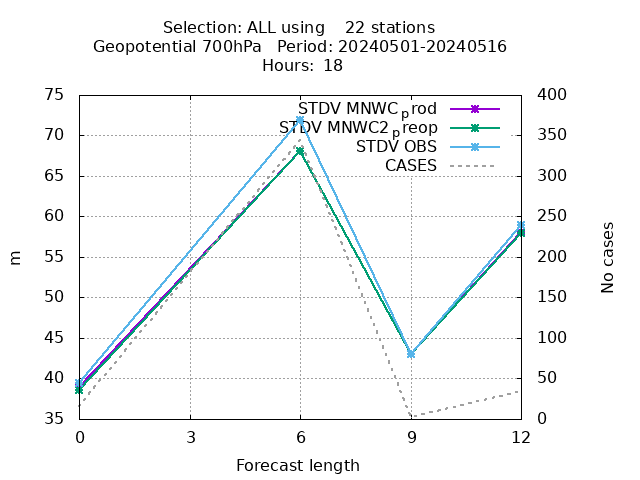 Selection: ALL using 22 stations
Geopotential 700hPa Period: 20240501-20240516
Hours: 18
STDV MNWC_prod
STDV MNWC2_preop
STDV OBS
CASES
75
70
65
60
55
50
45
40
35
400
350
300
250
200
150
100
50
0
m
No cases
0 3 6 9 12
Forecast length